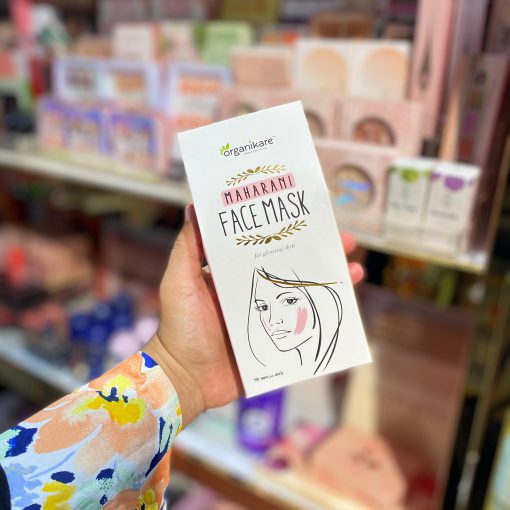 organikare
MAHARANI
FACE MASK
for glowing skin